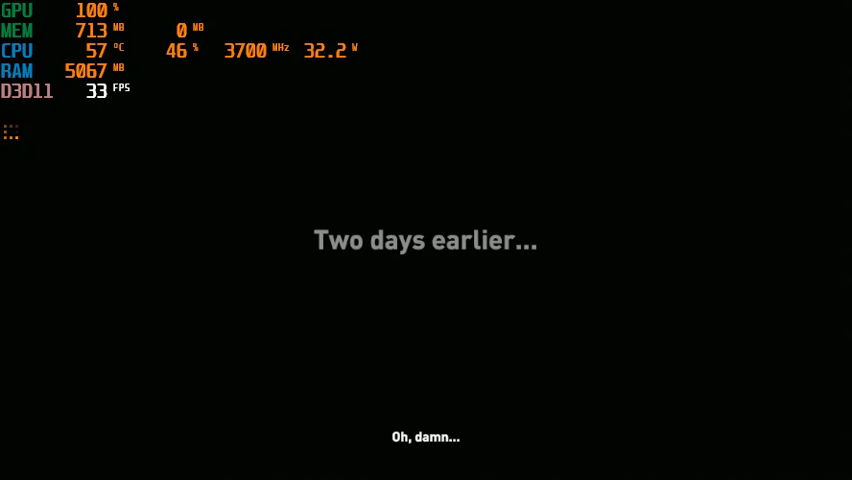 GPU 100 %
MEM 713 MB 0 MB
CPU 57 °C 46 % 3700 MHz 32.2 W
RAM 5067 MB
D3D11 33 FPS
Two days earlier...
Oh, damn...